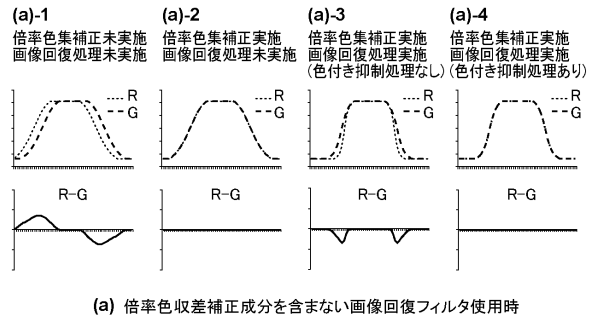 (a)-1
倍率色集補正未実施
画像回復処理未実施
R
G
R-G
(a)-2
倍率色集補正実施
画像回復処理未実施
R
G
R-G
(a)-3
倍率色集補正実施
画像回復処理実施
(色付き抑制処理なし)
R
G
R-G
(a)-4
倍率色集補正実施
画像回復処理実施
(色付き抑制処理あり)
R
G
R-G
(a) 倍率色収差補正成分を含まない画像回復フィルタ使用時